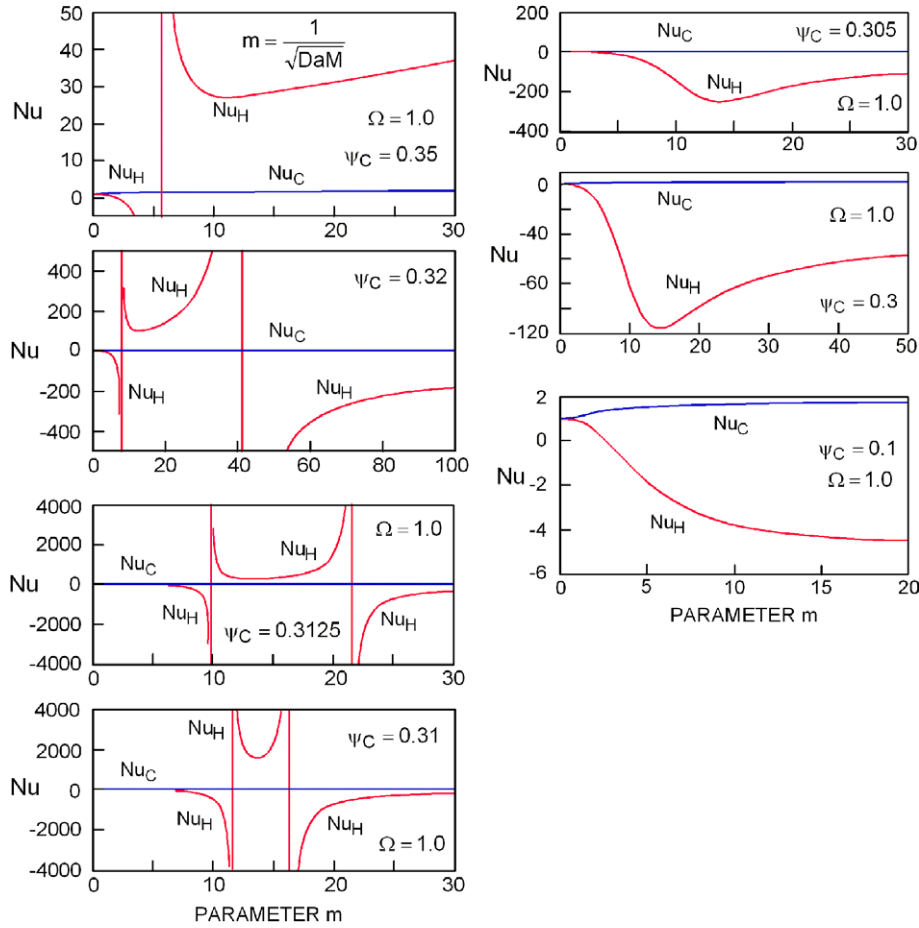 50
40
30
20
10
0
Nu
m = 1/√DaM
Nu_H
Ω = 1.0
ψ_C = 0.35
Nu_H
Nu_C
0 10 20 30
400
200
0
-200
-400
Nu
Nu_H
ψ_C = 0.32
Nu_C
Nu_H
Nu_H
0 20 40 60 80 100
4000
2000
0
-2000
-4000
Nu
Ω = 1.0
Nu_H
Nu_C
Nu_H
Nu_H
ψ_C = 0.3125
0 10 20 30
4000
2000
0
-2000
-4000
Nu
Nu_H
ψ_C = 0.31
Nu_C
Nu_H
Nu_H
Ω = 1.0
0 10 20 30
PARAMETER m
200
0
-200
-400
Nu
Nu_C
ψ_C = 0.305
Nu_H
Ω = 1.0
0 10 20 30
0
-20
-60
-80
-120
Nu
Nu_C
Ω = 1.0
Nu_H
ψ_C = 0.3
0 10 20 30 40 50
2
0
-2
-4
-6
Nu
Nu_C
ψ_C = 0.1
Ω = 1.0
Nu_H
0 5 10 15 20
PARAMETER m